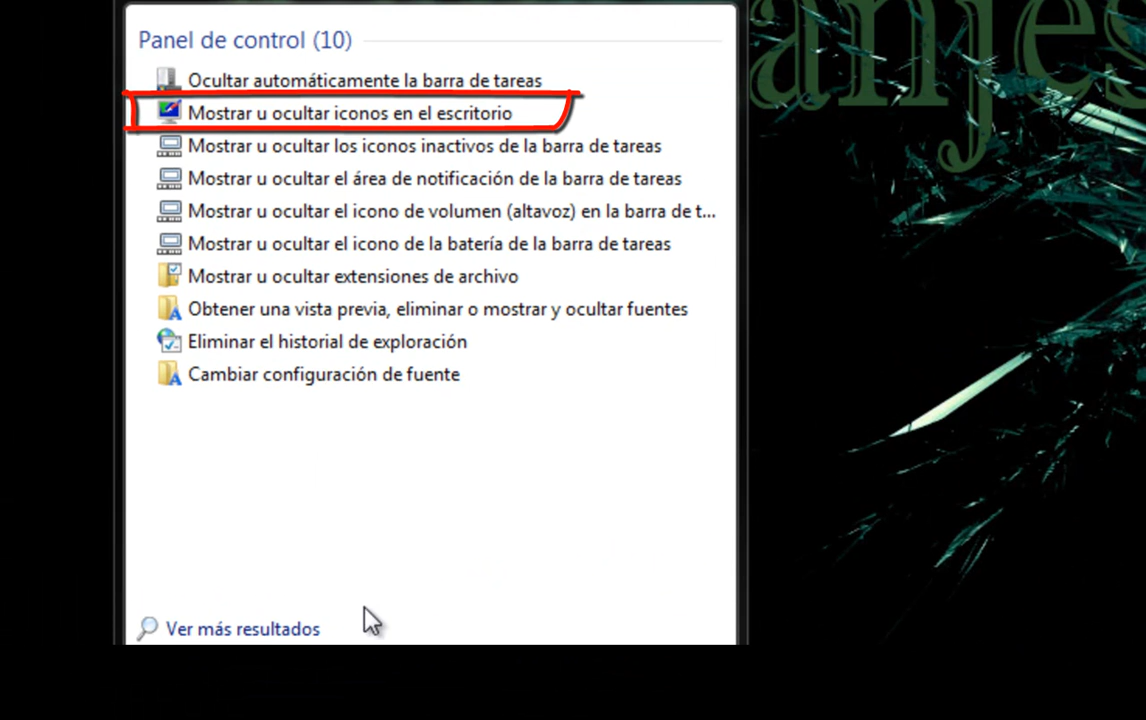 Panel de control (10)
Ocultar automáticamente la barra de tareas
Mostrar u ocultar iconos en el escritorio
Mostrar u ocultar los iconos inactivos de la barra de tareas
Mostrar u ocultar el área de notificación de la barra de tareas
Mostrar u ocultar el icono de volumen (altavoz) en la barra de t...
Mostrar u ocultar el icono de la batería de la barra de tareas
Mostrar u ocultar extensiones de archivo
Obtener una vista previa, eliminar o mostrar y ocultar fuentes
Eliminar el historial de exploración
Cambiar configuración de fuente
Ver más resultados